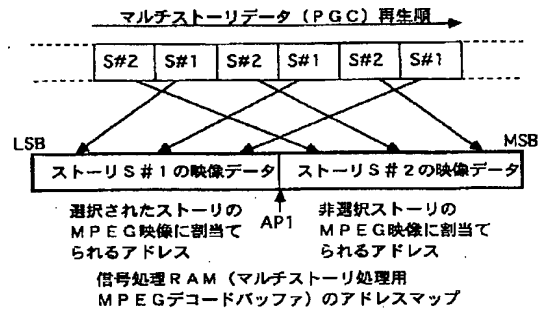 マルチストーリデータ(PGC)再生順
S#2 S#1 S#2 S#1 S#2 S#1
LSB MSB
ストーリS#1の映像データ ストーリS#2の映像データ
AP1
選択されたストーリの
MPEG映像に割当て
られるアドレス
非選択ストーリの
MPEG映像に割当て
られるアドレス
信号処理RAM(マルチストーリ処理用
MPEGデコードバッファ)のアドレスマップ